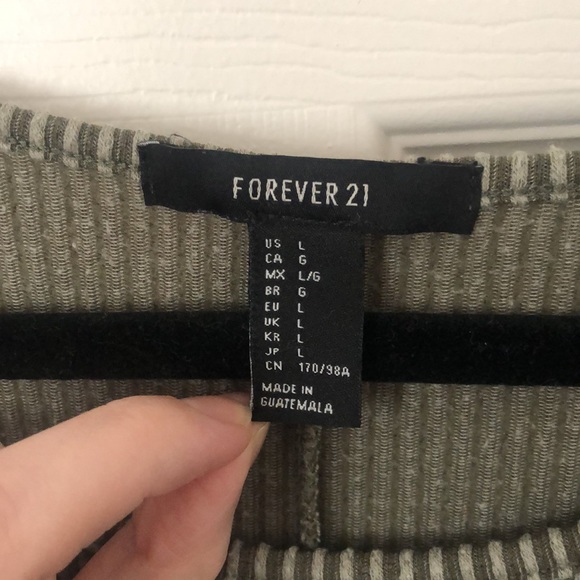 FOREVER 21
US L
CA G
MX L/G
BR G
EU L
UK L
KR L
JP L
CN 170/98A
MADE IN
GUATEMALA